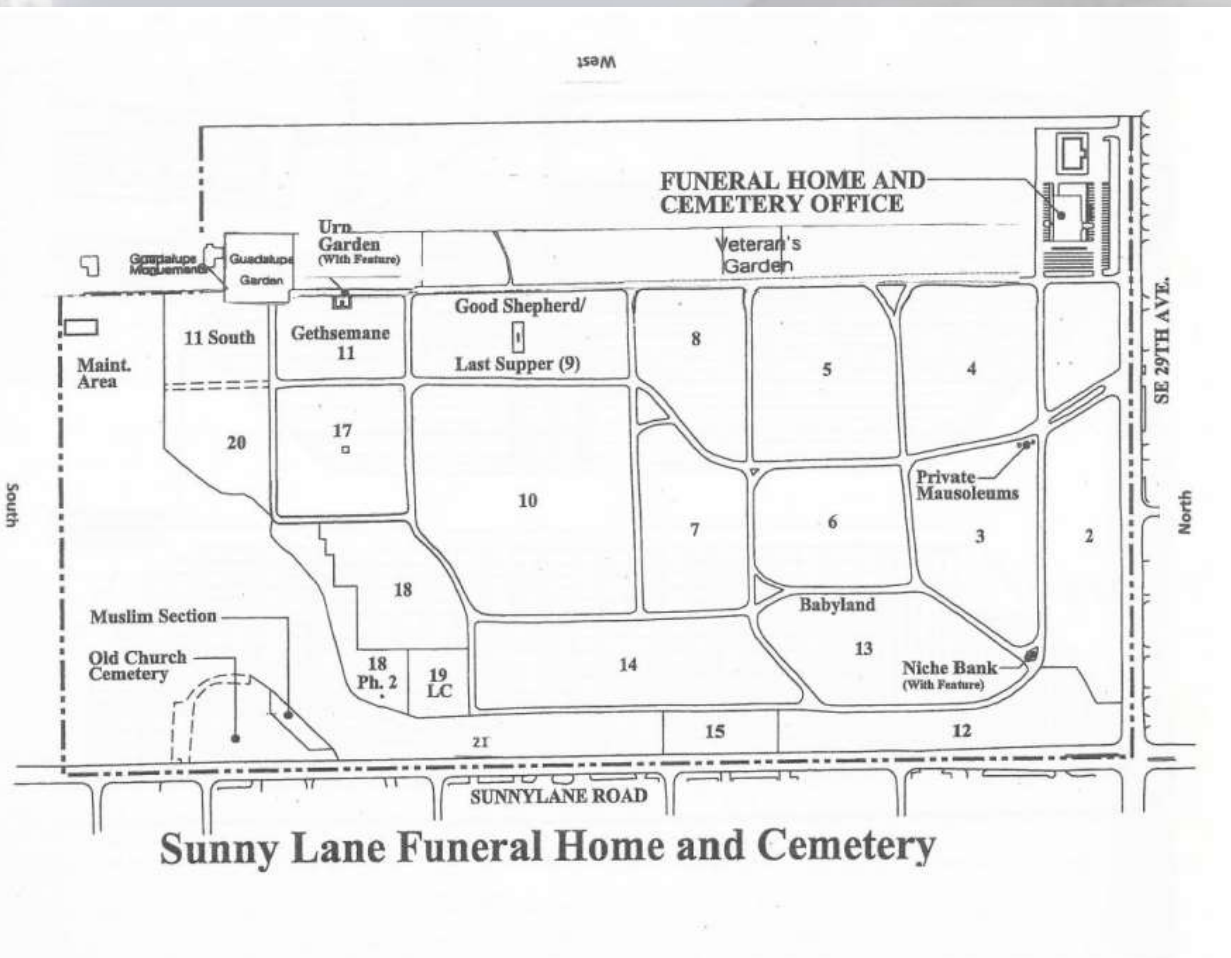 West
FUNERAL HOME AND
CEMETERY OFFICE
Urn
Garden
(With Feature)
Veteran's
Garden
Guadalupe
Guadalupe
Garden
SE 29TH AVE.
Good Shepherd/
Last Supper (9)
11 South
Gethsemane
11
8
5
4
Maint.
Area
20
17
10
7
6
Private
Mausoleums
3
2
South
North
18
Babyland
13
Muslim Section
Old Church
Cemetery
18
Ph. 2
19
LC
14
Niche Bank
(With Feature)
21
15
12
SUNNYLANE ROAD
Sunny Lane Funeral Home and Cemetery